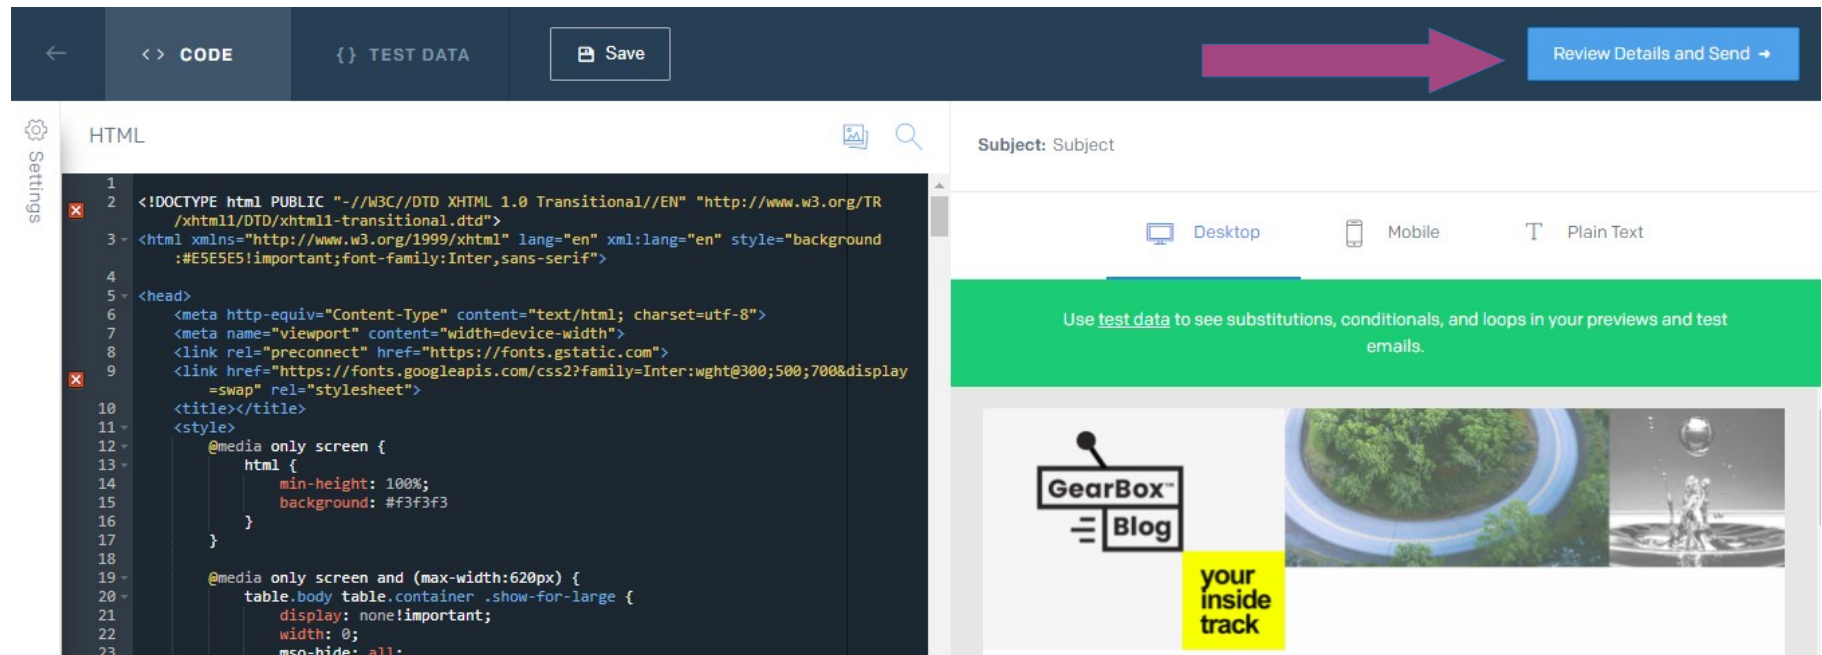 ← <> CODE {} TEST DATA Save Review Details and Send →
Settings
HTML
1
2 <!DOCTYPE html PUBLIC "-//W3C//DTD XHTML 1.0 Transitional//EN" "http://www.w3.org/TR
/xhtml1/DTD/xhtml1-transitional.dtd">
3 <html xmlns="http://www.w3.org/1999/xhtml" lang="en" xml:lang="en" style="background
:#E5E5E5!important;font-family:Inter,sans-serif">
4
5 <head>
6 <meta http-equiv="Content-Type" content="text/html; charset=utf-8">
7 <meta name="viewport" content="width=device-width">
8 <link rel="preconnect" href="https://fonts.gstatic.com">
9 <link href="https://fonts.googleapis.com/css2?family=Inter:wght@300;500;700&display
=swap" rel="stylesheet">
10 <title></title>
11 <style>
12 @media only screen {
13 html {
14 min-height: 100%;
15 background: #f3f3f3
16 }
17 }
18
19 @media only screen and (max-width:620px) {
20 table.body table.container .show-for-large {
21 display: none!important;
22 width: 0;
23 mso-hide: all;
Subject: Subject
Desktop Mobile T Plain Text
Use test data to see substitutions, conditionals, and loops in your previews and test
emails.
GearBox™
Blog
your
inside
track